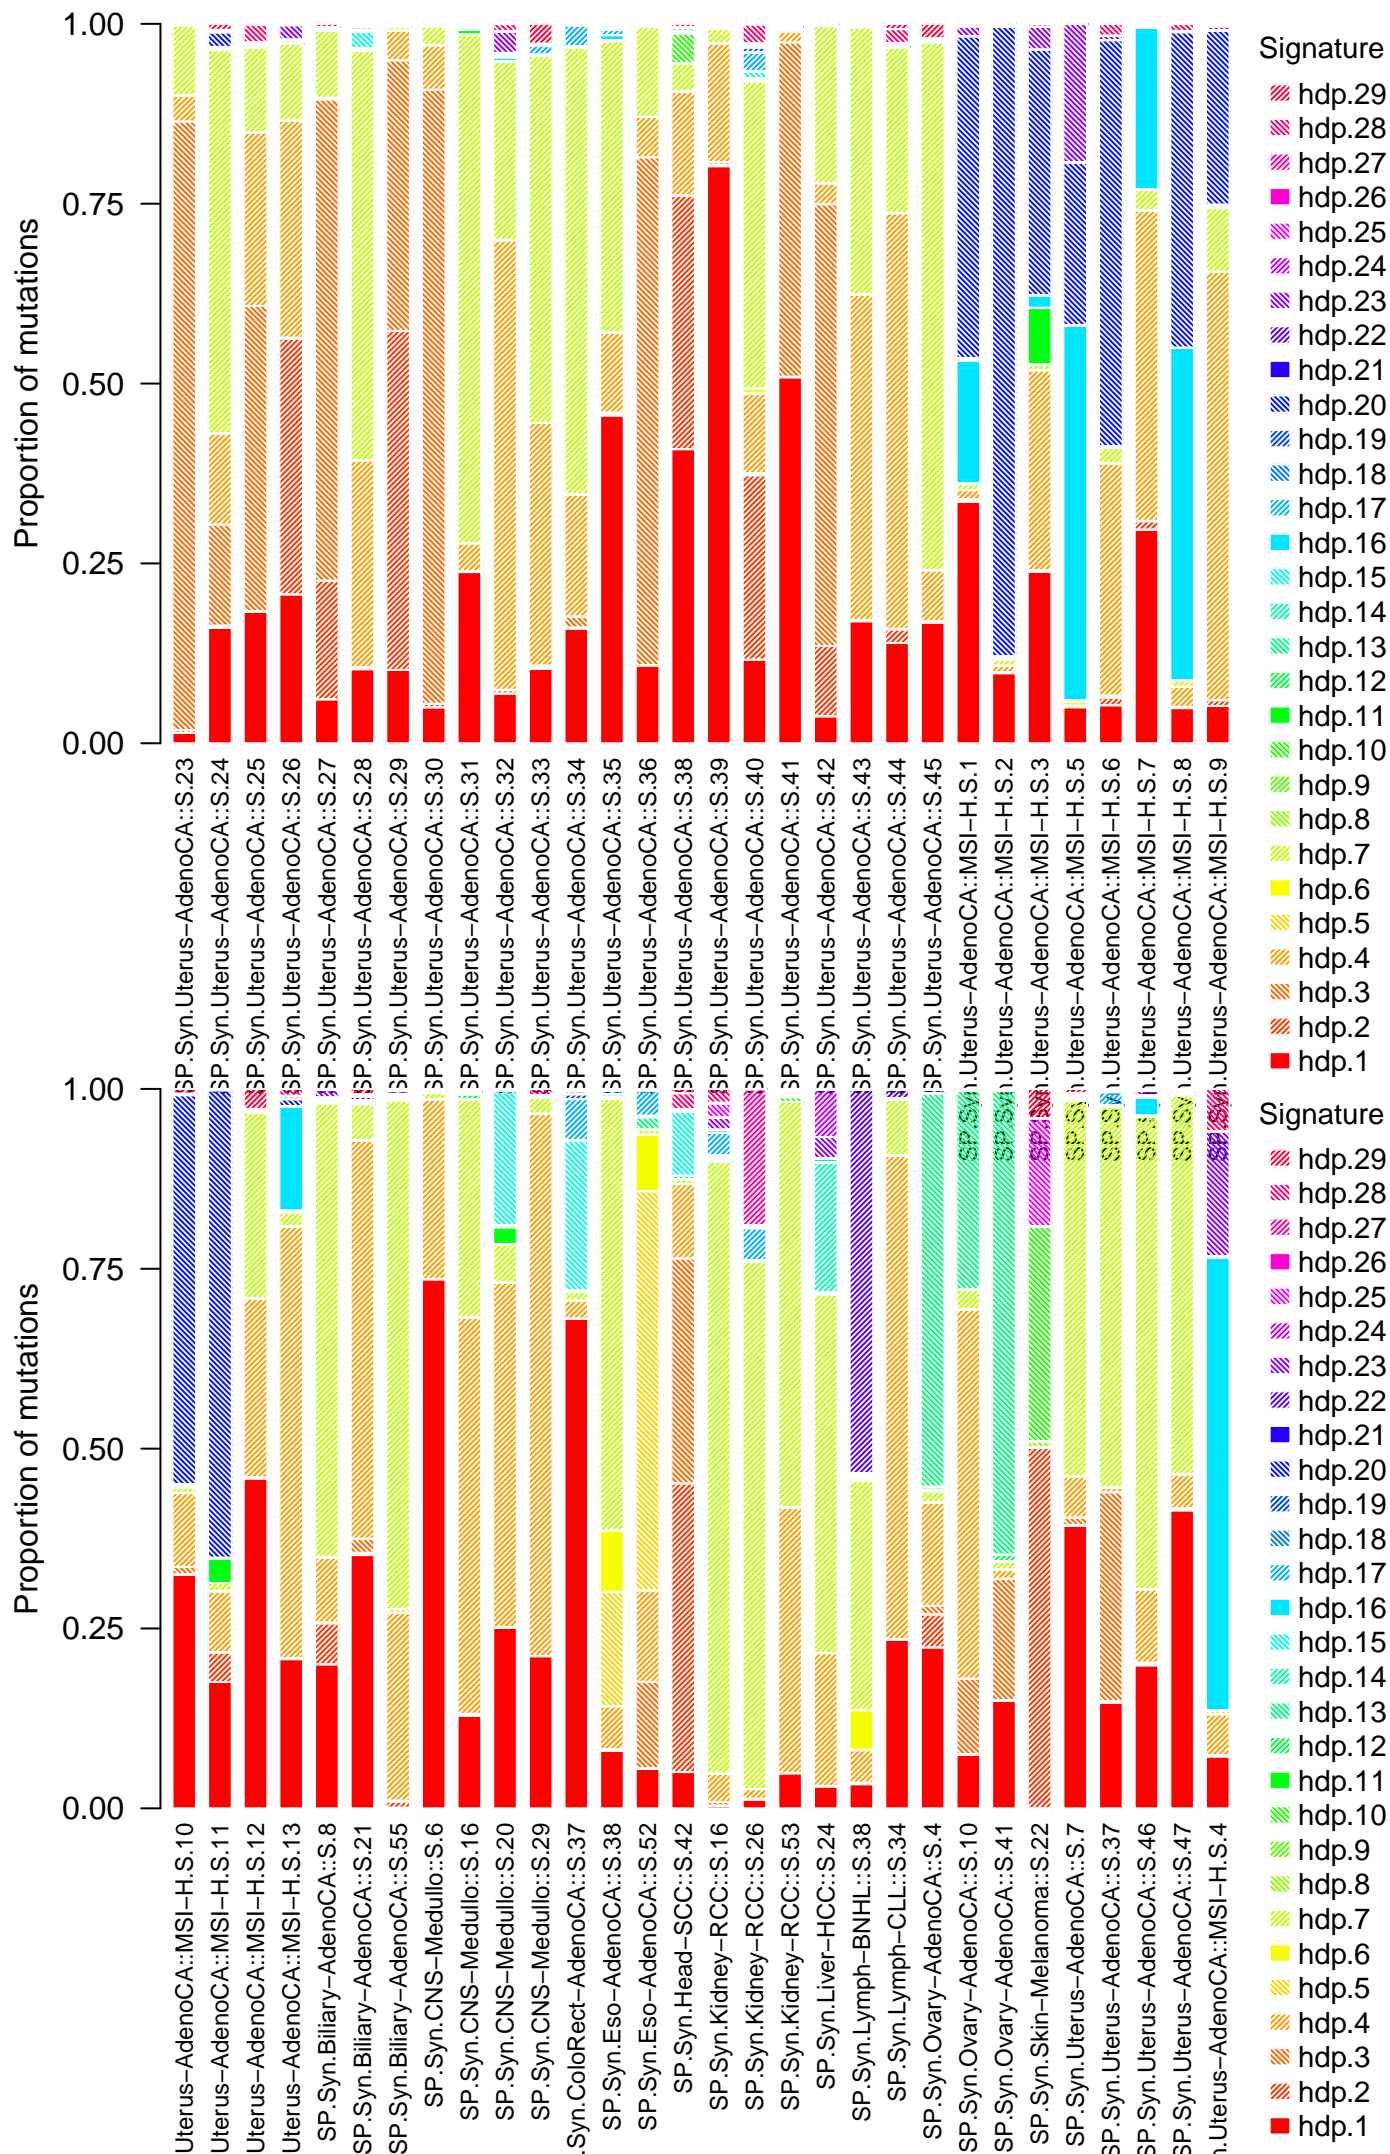 Proportion of mutations
1.00
0.75
0.50
0.25
0.00
SP.Syn.Uterus−AdenoCA::S.23
SP.Syn.Uterus−AdenoCA::S.24
SP.Syn.Uterus−AdenoCA::S.25
SP.Syn.Uterus−AdenoCA::S.26
SP.Syn.Uterus−AdenoCA::S.27
SP.Syn.Uterus−AdenoCA::S.28
SP.Syn.Uterus−AdenoCA::S.29
SP.Syn.Uterus−AdenoCA::S.30
SP.Syn.Uterus−AdenoCA::S.31
SP.Syn.Uterus−AdenoCA::S.32
SP.Syn.Uterus−AdenoCA::S.33
SP.Syn.Uterus−AdenoCA::S.34
SP.Syn.Uterus−AdenoCA::S.35
SP.Syn.Uterus−AdenoCA::S.36
SP.Syn.Uterus−AdenoCA::S.38
SP.Syn.Uterus−AdenoCA::S.39
SP.Syn.Uterus−AdenoCA::S.40
SP.Syn.Uterus−AdenoCA::S.41
SP.Syn.Uterus−AdenoCA::S.42
SP.Syn.Uterus−AdenoCA::S.43
SP.Syn.Uterus−AdenoCA::S.44
SP.Syn.Uterus−AdenoCA::S.45
SP.Syn.Uterus−AdenoCA::MSI−H.S.1
SP.Syn.Uterus−AdenoCA::MSI−H.S.2
SP.Syn.Uterus−AdenoCA::MSI−H.S.3
SP.Syn.Uterus−AdenoCA::MSI−H.S.5
SP.Syn.Uterus−AdenoCA::MSI−H.S.6
SP.Syn.Uterus−AdenoCA::MSI−H.S.7
SP.Syn.Uterus−AdenoCA::MSI−H.S.8
SP.Syn.Uterus−AdenoCA::MSI−H.S.9
Signature
hdp.29
hdp.28
hdp.27
hdp.26
hdp.25
hdp.24
hdp.23
hdp.22
hdp.21
hdp.20
hdp.19
hdp.18
hdp.17
hdp.16
hdp.15
hdp.14
hdp.13
hdp.12
hdp.11
hdp.10
hdp.9
hdp.8
hdp.7
hdp.6
hdp.5
hdp.4
hdp.3
hdp.2
hdp.1
Proportion of mutations
1.00
0.75
0.50
0.25
0.00
Uterus−AdenoCA::MSI−H.S.10
Uterus−AdenoCA::MSI−H.S.11
Uterus−AdenoCA::MSI−H.S.12
Uterus−AdenoCA::MSI−H.S.13
SP.Syn.Biliary−AdenoCA::S.8
SP.Syn.Biliary−AdenoCA::S.21
SP.Syn.Biliary−AdenoCA::S.55
SP.Syn.CNS−Medullo::S.6
SP.Syn.CNS−Medullo::S.16
SP.Syn.CNS−Medullo::S.20
SP.Syn.CNS−Medullo::S.29
.Syn.ColoRect−AdenoCA::S.37
SP.Syn.Eso−AdenoCA::S.38
SP.Syn.Eso−AdenoCA::S.52
SP.Syn.Head−SCC::S.42
SP.Syn.Kidney−RCC::S.16
SP.Syn.Kidney−RCC::S.26
SP.Syn.Kidney−RCC::S.53
SP.Syn.Liver−HCC::S.24
SP.Syn.Lymph−BNHL::S.38
SP.Syn.Lymph−CLL::S.34
SP.Syn.Ovary−AdenoCA::S.4
SP.Syn.Ovary−AdenoCA::S.10
SP.Syn.Ovary−AdenoCA::S.41
SP.Syn.Skin−Melanoma::S.22
SP.Syn.Uterus−AdenoCA::S.7
SP.Syn.Uterus−AdenoCA::S.37
SP.Syn.Uterus−AdenoCA::S.46
SP.Syn.Uterus−AdenoCA::S.47
n.Uterus−AdenoCA::MSI−H.S.4
Signature
hdp.29
hdp.28
hdp.27
hdp.26
hdp.25
hdp.24
hdp.23
hdp.22
hdp.21
hdp.20
hdp.19
hdp.18
hdp.17
hdp.16
hdp.15
hdp.14
hdp.13
hdp.12
hdp.11
hdp.10
hdp.9
hdp.8
hdp.7
hdp.6
hdp.5
hdp.4
hdp.3
hdp.2
hdp.1